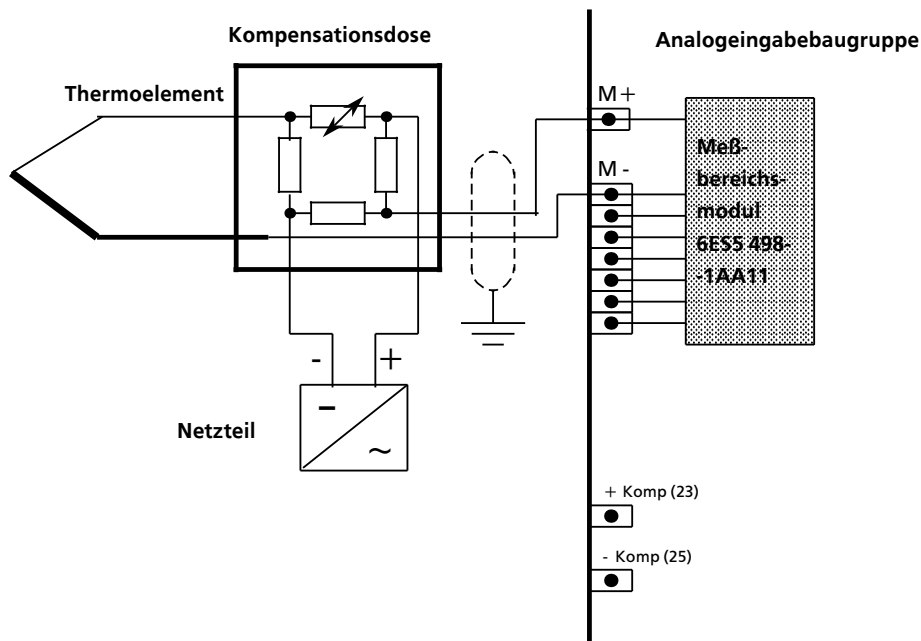 Kompensationsdose
Analogeingabebaugruppe
Thermoelement
M+
M -
Meß-
bereichs-
modul
6ES5 498-
-1AA11
- +
Netzteil
–
~
+ Komp (23)
- Komp (25)